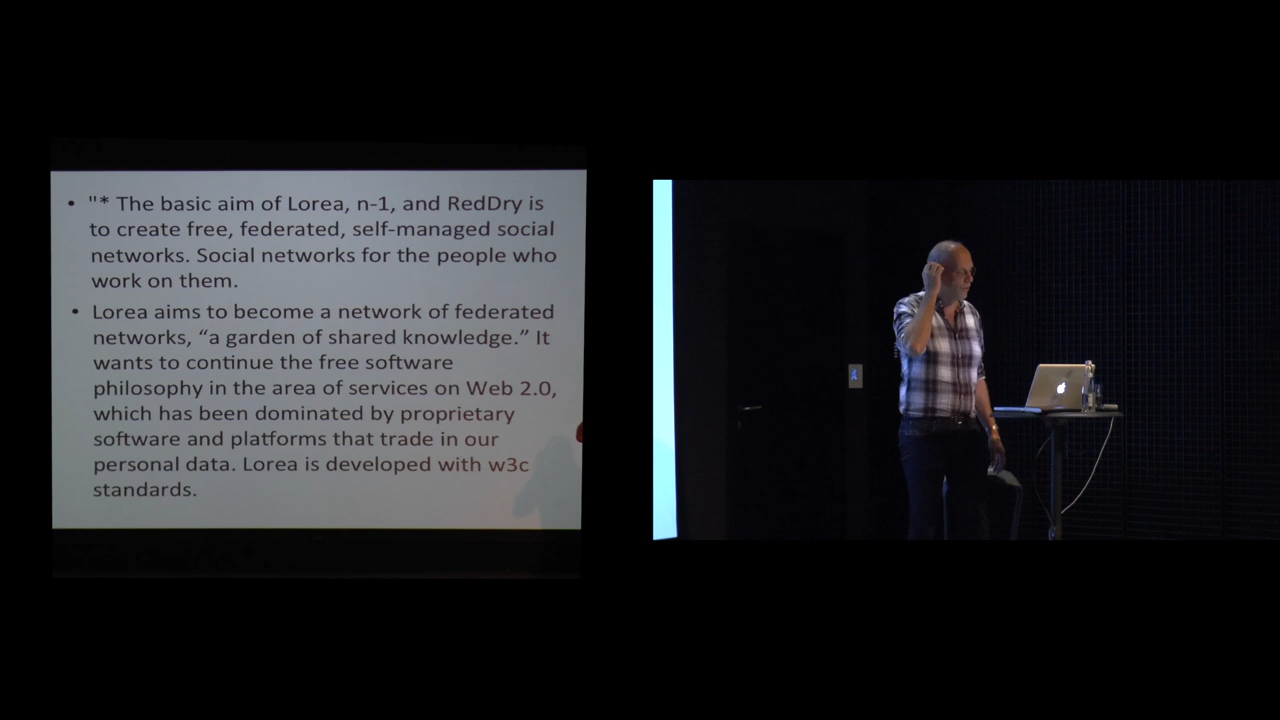 • "* The basic aim of Lorea, n-1, and RedDry is
to create free, federated, self-managed social
networks. Social networks for the people who
work on them.
• Lorea aims to become a network of federated
networks, “a garden of shared knowledge.” It
wants to continue the free software
philosophy in the area of services on Web 2.0,
which has been dominated by proprietary
software and platforms that trade in our
personal data. Lorea is developed with w3c
standards.